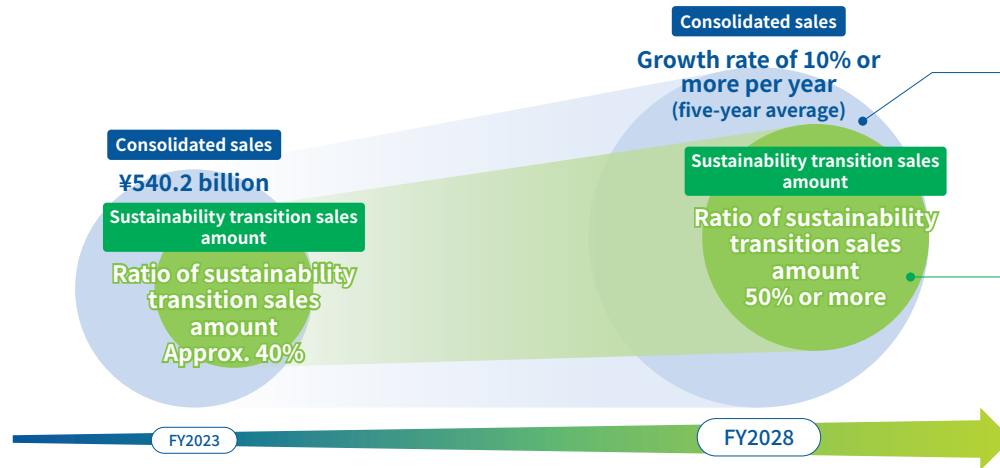 Consolidated sales
¥540.2 billion
Sustainability transition sales
amount
Ratio of sustainability
transition sales
amount
Approx. 40%
Consolidated sales
Growth rate of 10% or
more per year
(five-year average)
Sustainability transition sales
amount
Ratio of sustainability
transition sales
amount
50% or more
FY2023
FY2028